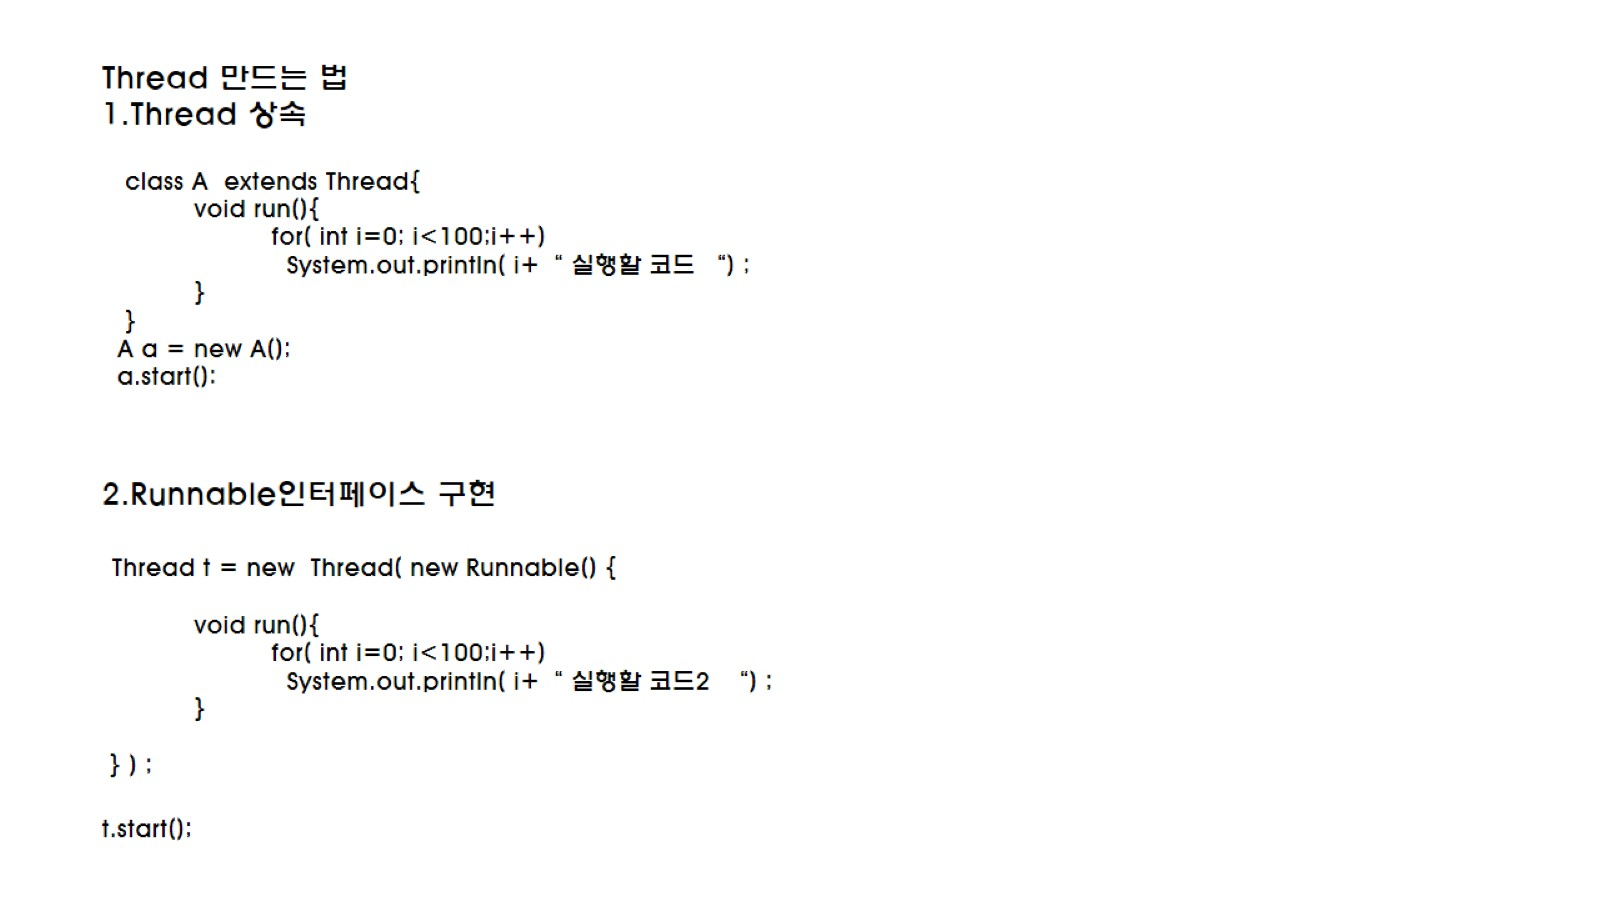 Thread 만드는 법
1.Thread 상속
class A  extends Thread{
void run(){
for( int i=0; i<100;i++)
System.out.println( i+  “ 실행할 코드   “) ;
}
}
A a = new A();
a.start();
2.Runnable인터페이스 구현
Thread t = new  Thread( new Runnable() {
void run(){
for( int i=0; i<100;i++)
System.out.println( i+  “ 실행할 코드2    “) ;
}
} ) ;
t.start();